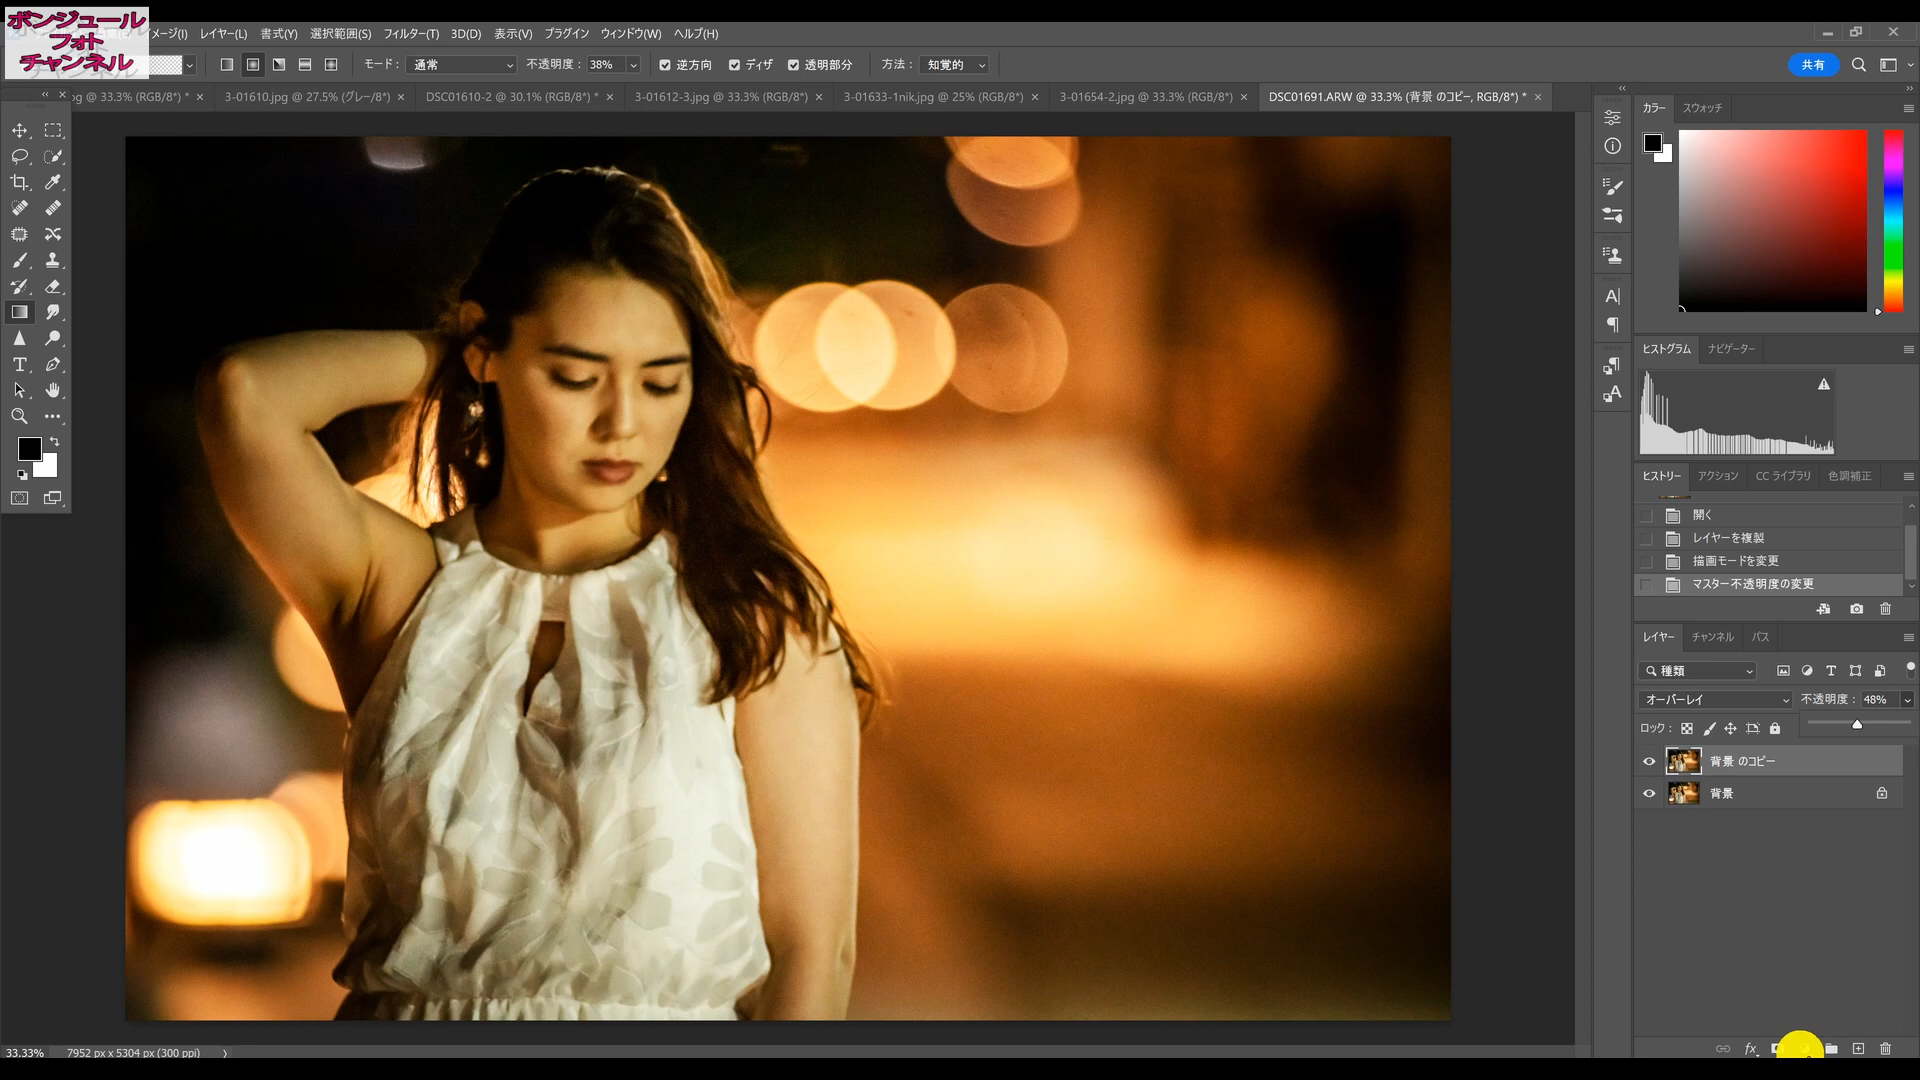 ボンジュール
フォト
チャンネル
イメージ(I) レイヤー(L) 書式(Y) 選択範囲(S) フィルター(T) 3D(D) 表示(V) プラグイン ウィンドウ(W) ヘルプ(H)
モード : 通常 不透明度 : 38% 逆方向 ディザ 透明部分 方法 : 知覚的 共有
pg @ 33.3% (RGB/8*) * 3-01610.jpg @ 27.5% (グレー/8*) DSC01610-2 @ 30.1% (RGB/8*) * 3-01612-3.jpg @ 33.3% (RGB/8*) 3-01633-1nik.jpg @ 25% (RGB/8*) 3-01654-2.jpg @ 33.3% (RGB/8*) DSC01691.ARW @ 33.3% (背景 のコピー, RGB/8*) *
カラー スウォッチ
ヒストグラム ナビゲーター
ヒストリー アクション CC ライブラリ 色調補正
開く
レイヤーを複製
描画モードを変更
マスター不透明度の変更
レイヤー チャンネル パス
種類
オーバーレイ 不透明度 : 48%
ロック :
背景 のコピー
背景
fx
33.33% 7952 px x 5304 px (300 ppi)